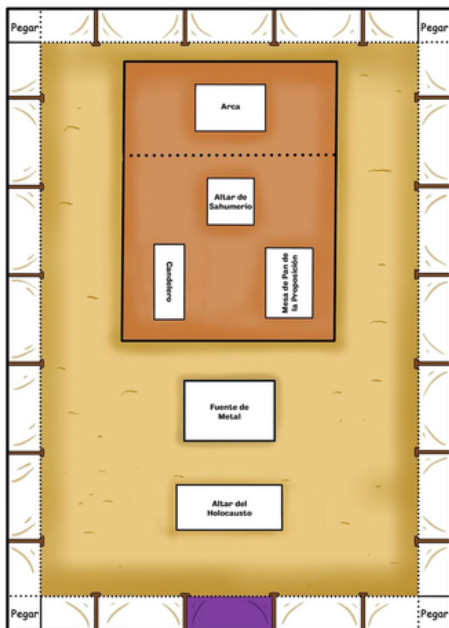 Pegar
Pegar
Arca
Altar de
Sahumerio
Candelero
Mesa de Pan de
la Proposición
Fuente de
Metal
Altar del
Holocausto
Pegar
Pegar